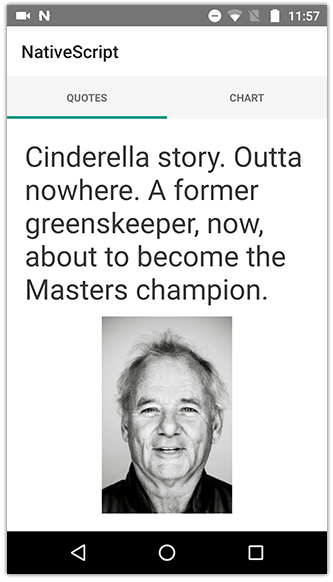 11:57
NativeScript
QUOTES CHART
Cinderella story. Outta
nowhere. A former
greenskeeper, now,
about to become the
Masters champion.